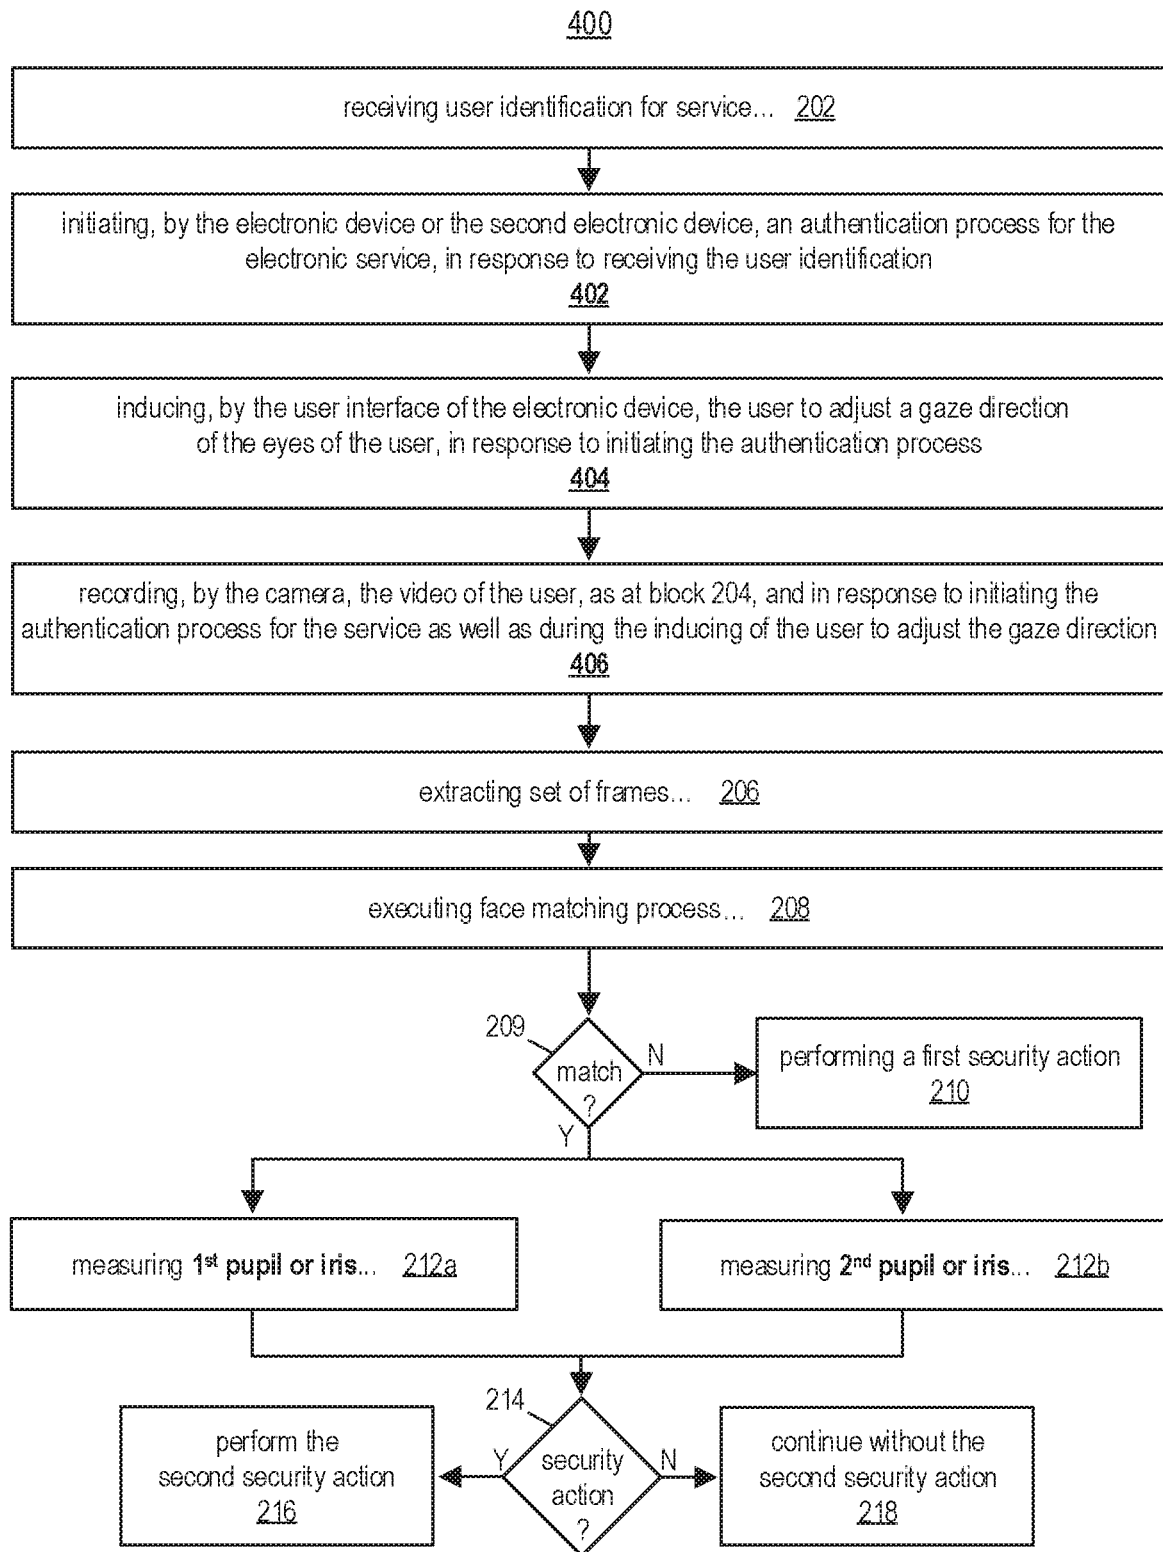 400
receiving user identification for service... 202
initiating, by the electronic device or the second electronic device, an authentication process for the
electronic service, in response to receiving the user identification
402
inducing, by the user interface of the electronic device, the user to adjust a gaze direction
of the eyes of the user, in response to initiating the authentication process
404
recording, by the camera, the video of the user, as at block 204, and in response to initiating the
authentication process for the service as well as during the inducing of the user to adjust the gaze direction
406
extracting set of frames... 206
executing face matching process... 208
209
match
?
N
Y
performing a first security action
210
measuring 1st pupil or iris... 212a
measuring 2nd pupil or iris... 212b
214
security
action
?
Y
N
perform the
second security action
216
continue without the
second security action
218